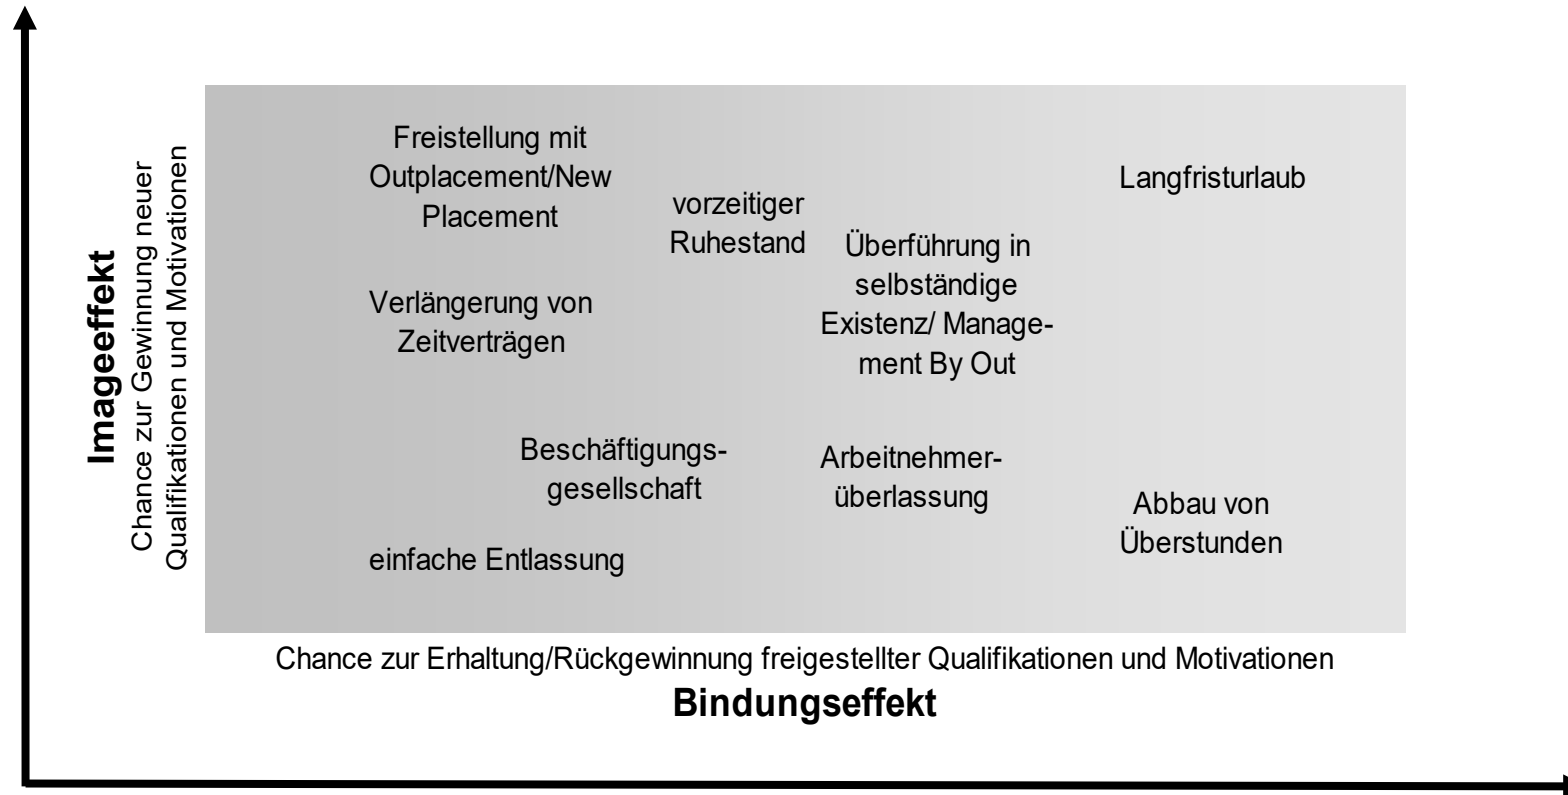 Imageeffekt
Chance zur Gewinnung neuer
Qualifikationen und Motivationen
Freistellung mit
Outplacement/New
Placement
vorzeitiger
Ruhestand
Langfristurlaub
Überführung in
selbständige
Existenz/ Manage-
ment By Out
Verlängerung von
Zeitverträgen
Beschäftigungs-
gesellschaft
Arbeitnehmer-
überlassung
Abbau von
Überstunden
einfache Entlassung
Chance zur Erhaltung/Rückgewinnung freigestellter Qualifikationen und Motivationen
Bindungseffekt